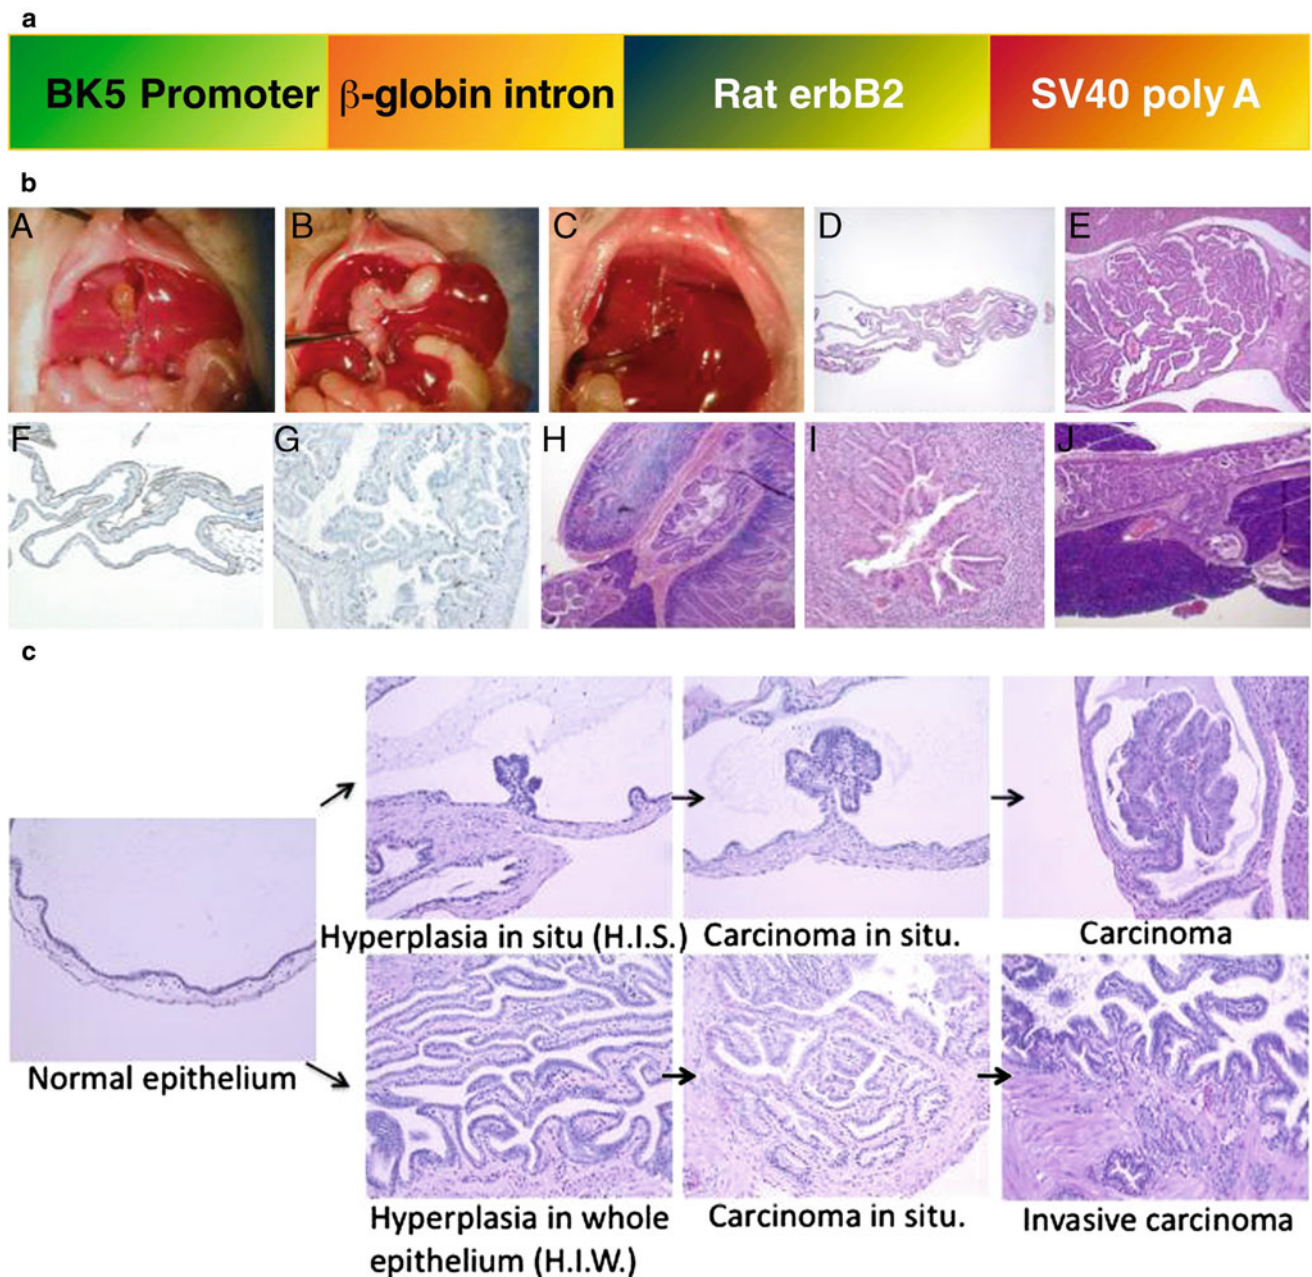 a
BK5 Promoter β-globin intron Rat erbB2 SV40 poly A
b
A B C D E
F G H I J
c
Hyperplasia in situ (H.I.S.) Carcinoma in situ. Carcinoma
Normal epithelium
Hyperplasia in whole
epithelium (H.I.W.)
Carcinoma in situ.
Invasive carcinoma